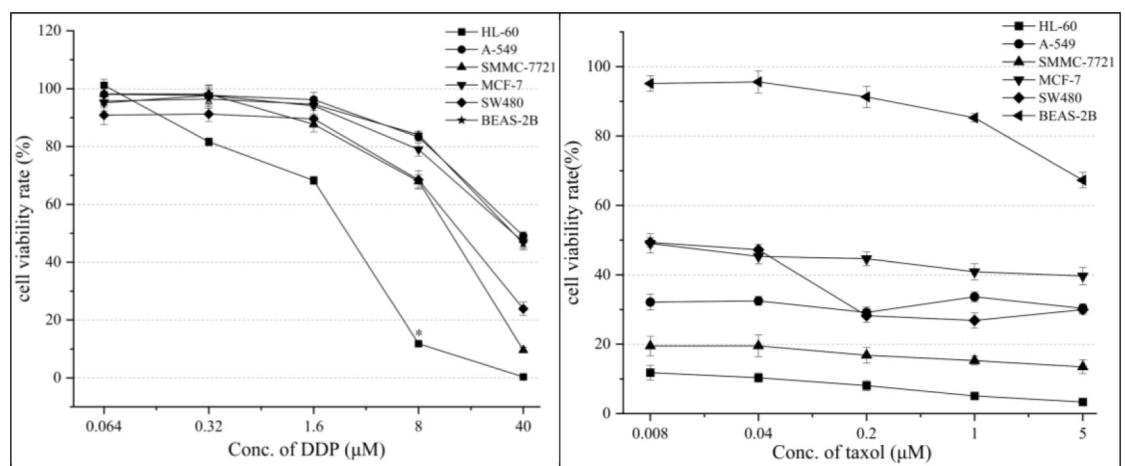 120
100
80
60
40
20
0
cell viability rate (%)
HL-60
A-549
SMMC-7721
MCF-7
SW480
BEAS-2B
*
0.064 0.32 1.6 8 40
Conc. of DDP (μM)
100
80
60
40
20
0
cell viability rate(%)
HL-60
A-549
SMMC-7721
MCF-7
SW480
BEAS-2B
0.008 0.04 0.2 1 5
Conc. of taxol (μM)